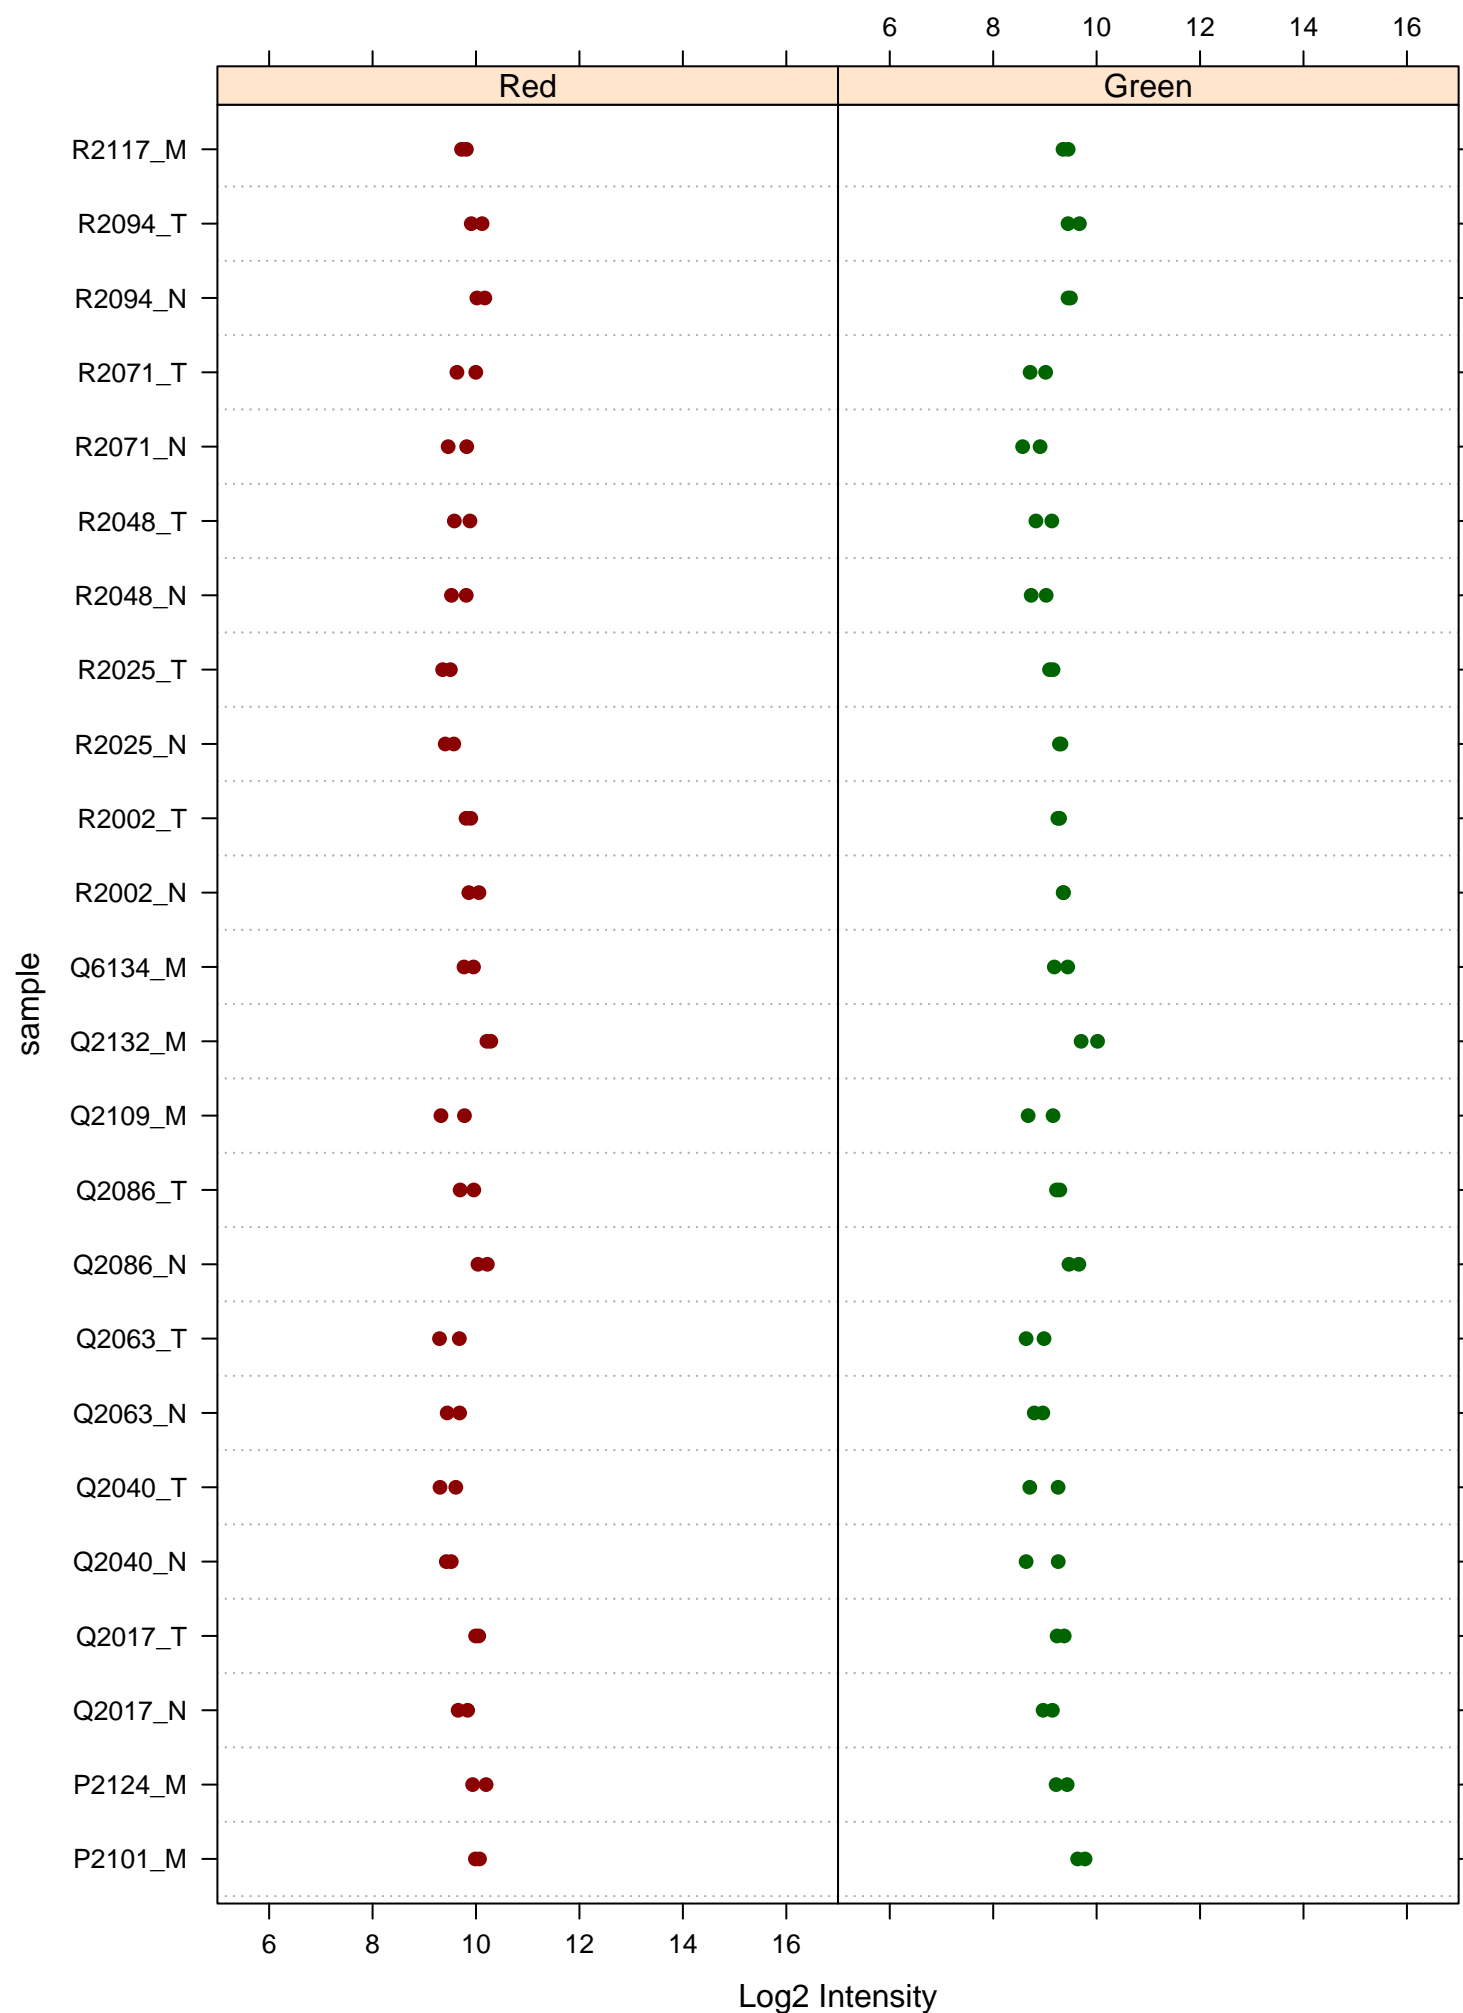 6 8 10 12 14 16
Red Green
R2117_M
R2094_T
R2094_N
R2071_T
R2071_N
R2048_T
R2048_N
R2025_T
R2025_N
R2002_T
R2002_N
Q6134_M
Q2132_M
Q2109_M
Q2086_T
Q2086_N
Q2063_T
Q2063_N
Q2040_T
Q2040_N
Q2017_T
Q2017_N
P2124_M
P2101_M
sample
6 8 10 12 14 16
Log2 Intensity